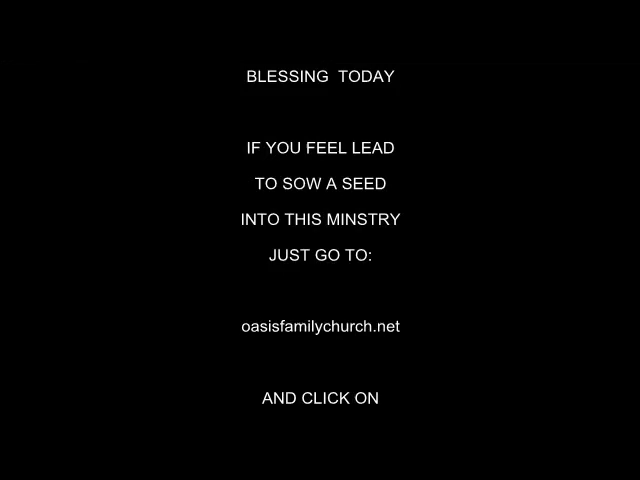 BLESSING  TODAY
IF YOU FEEL LEAD
TO SOW A SEED
INTO THIS MINSTRY
JUST GO TO:
oasisfamilychurch.net
AND CLICK ON